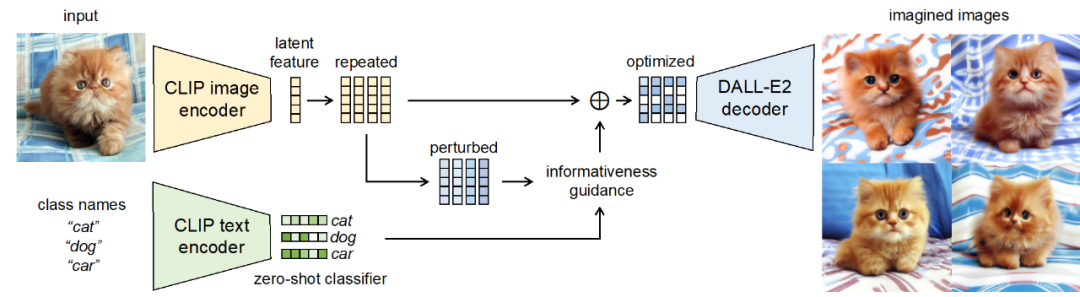 input
CLIP image
encoder
latent
feature
repeated
optimized
DALL-E2
decoder
imagined images
perturbed
informativeness
guidance
class names
“cat”
“dog”
“car”
CLIP text
encoder
cat
dog
car
zero-shot classifier